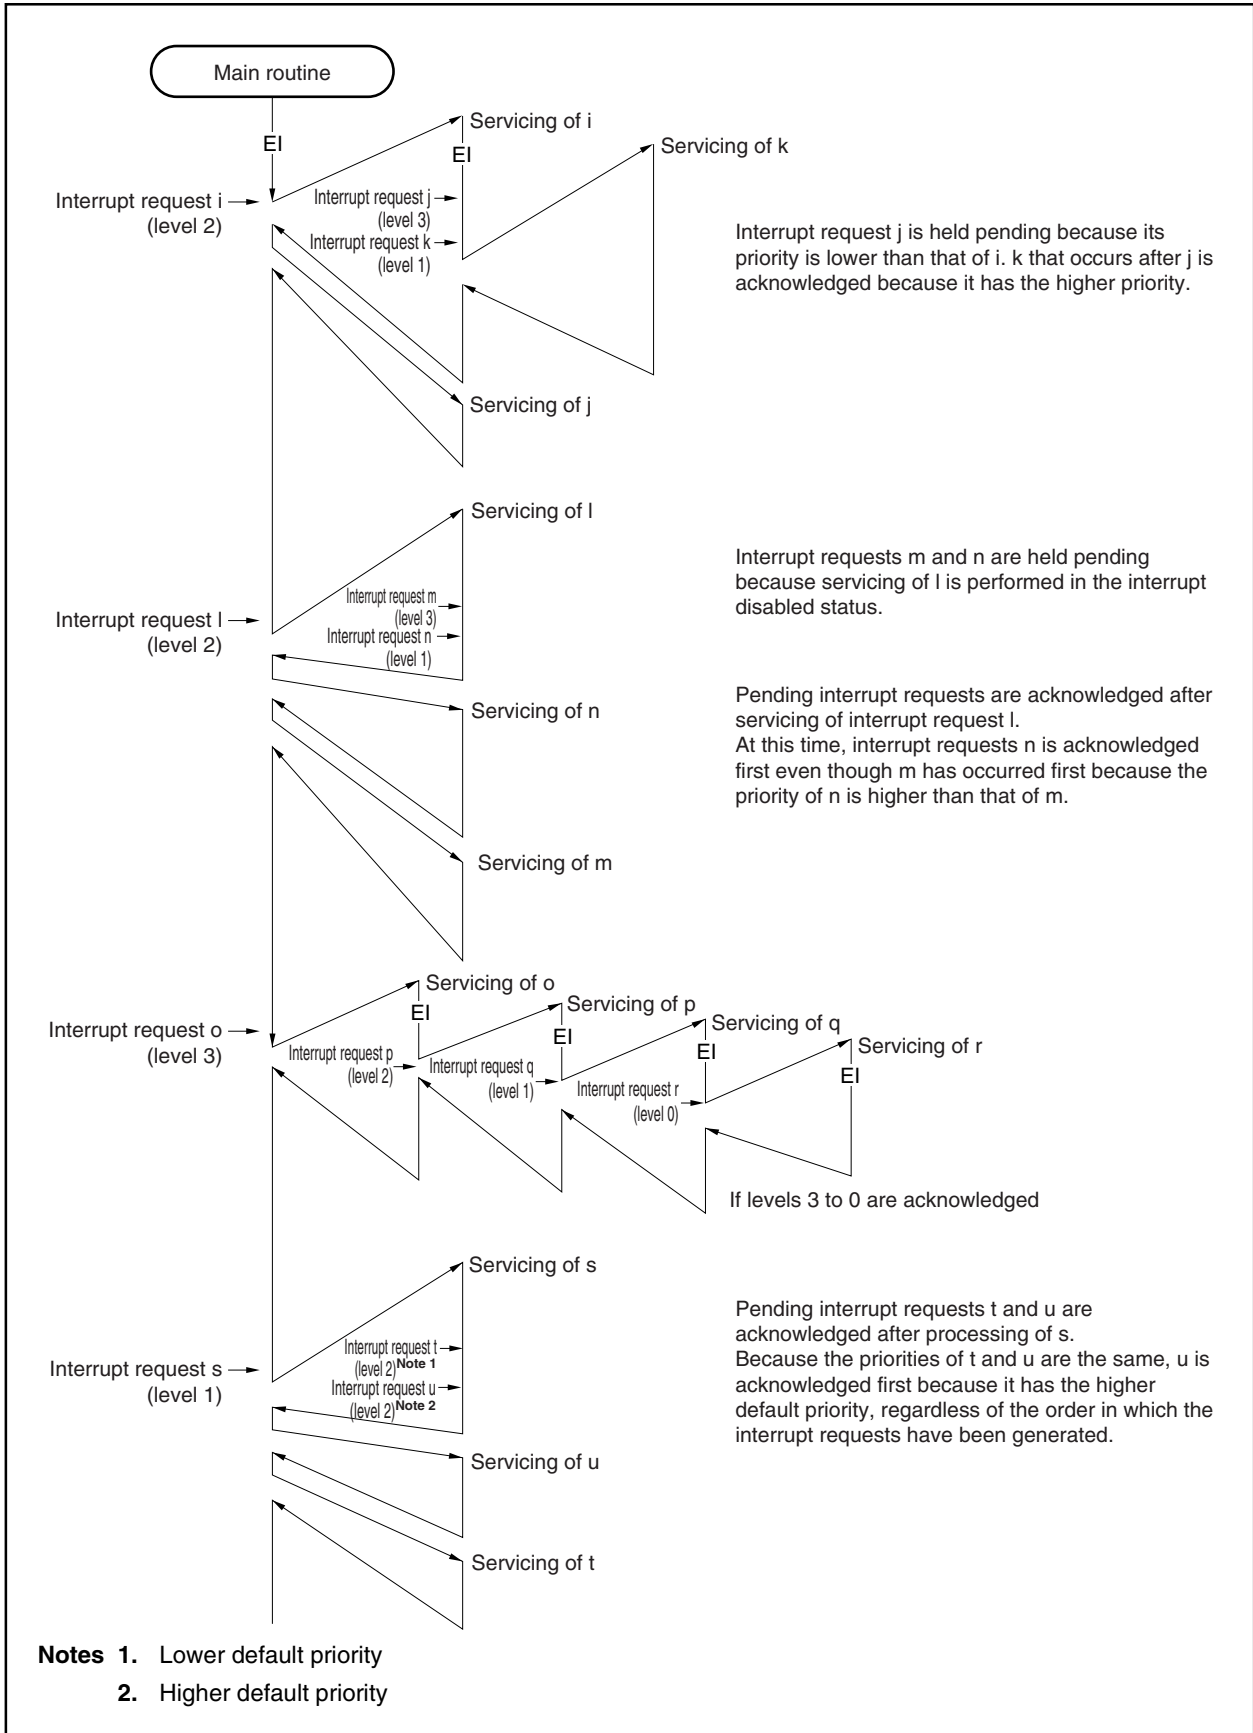 Main routine
EI
Servicing of i
EI
Servicing of k
Interrupt request i
(level 2)
Interrupt request j
(level 3)
Interrupt request k
(level 1)
Interrupt request j is held pending because its
priority is lower than that of i. k that occurs after j is
acknowledged because it has the higher priority.
Servicing of j
Servicing of l
Interrupt request l
(level 2)
Interrupt request m
(level 3)
Interrupt request n
(level 1)
Interrupt requests m and n are held pending
because servicing of l is performed in the interrupt
disabled status.
Servicing of n
Pending interrupt requests are acknowledged after
servicing of interrupt request l.
At this time, interrupt requests n is acknowledged
first even though m has occurred first because the
priority of n is higher than that of m.
Servicing of m
Interrupt request o
(level 3)
Servicing of o
EI
Interrupt request p
(level 2)
Servicing of p
EI
Interrupt request q
(level 1)
Servicing of q
EI
Interrupt request r
(level 0)
Servicing of r
EI
If levels 3 to 0 are acknowledged
Servicing of s
Interrupt request s
(level 1)
Interrupt request t
(level 2)Note 1
Interrupt request u
(level 2)Note 2
Pending interrupt requests t and u are
acknowledged after processing of s.
Because the priorities of t and u are the same, u is
acknowledged first because it has the higher
default priority, regardless of the order in which the
interrupt requests have been generated.
Servicing of u
Servicing of t
Notes 1. Lower default priority
2. Higher default priority